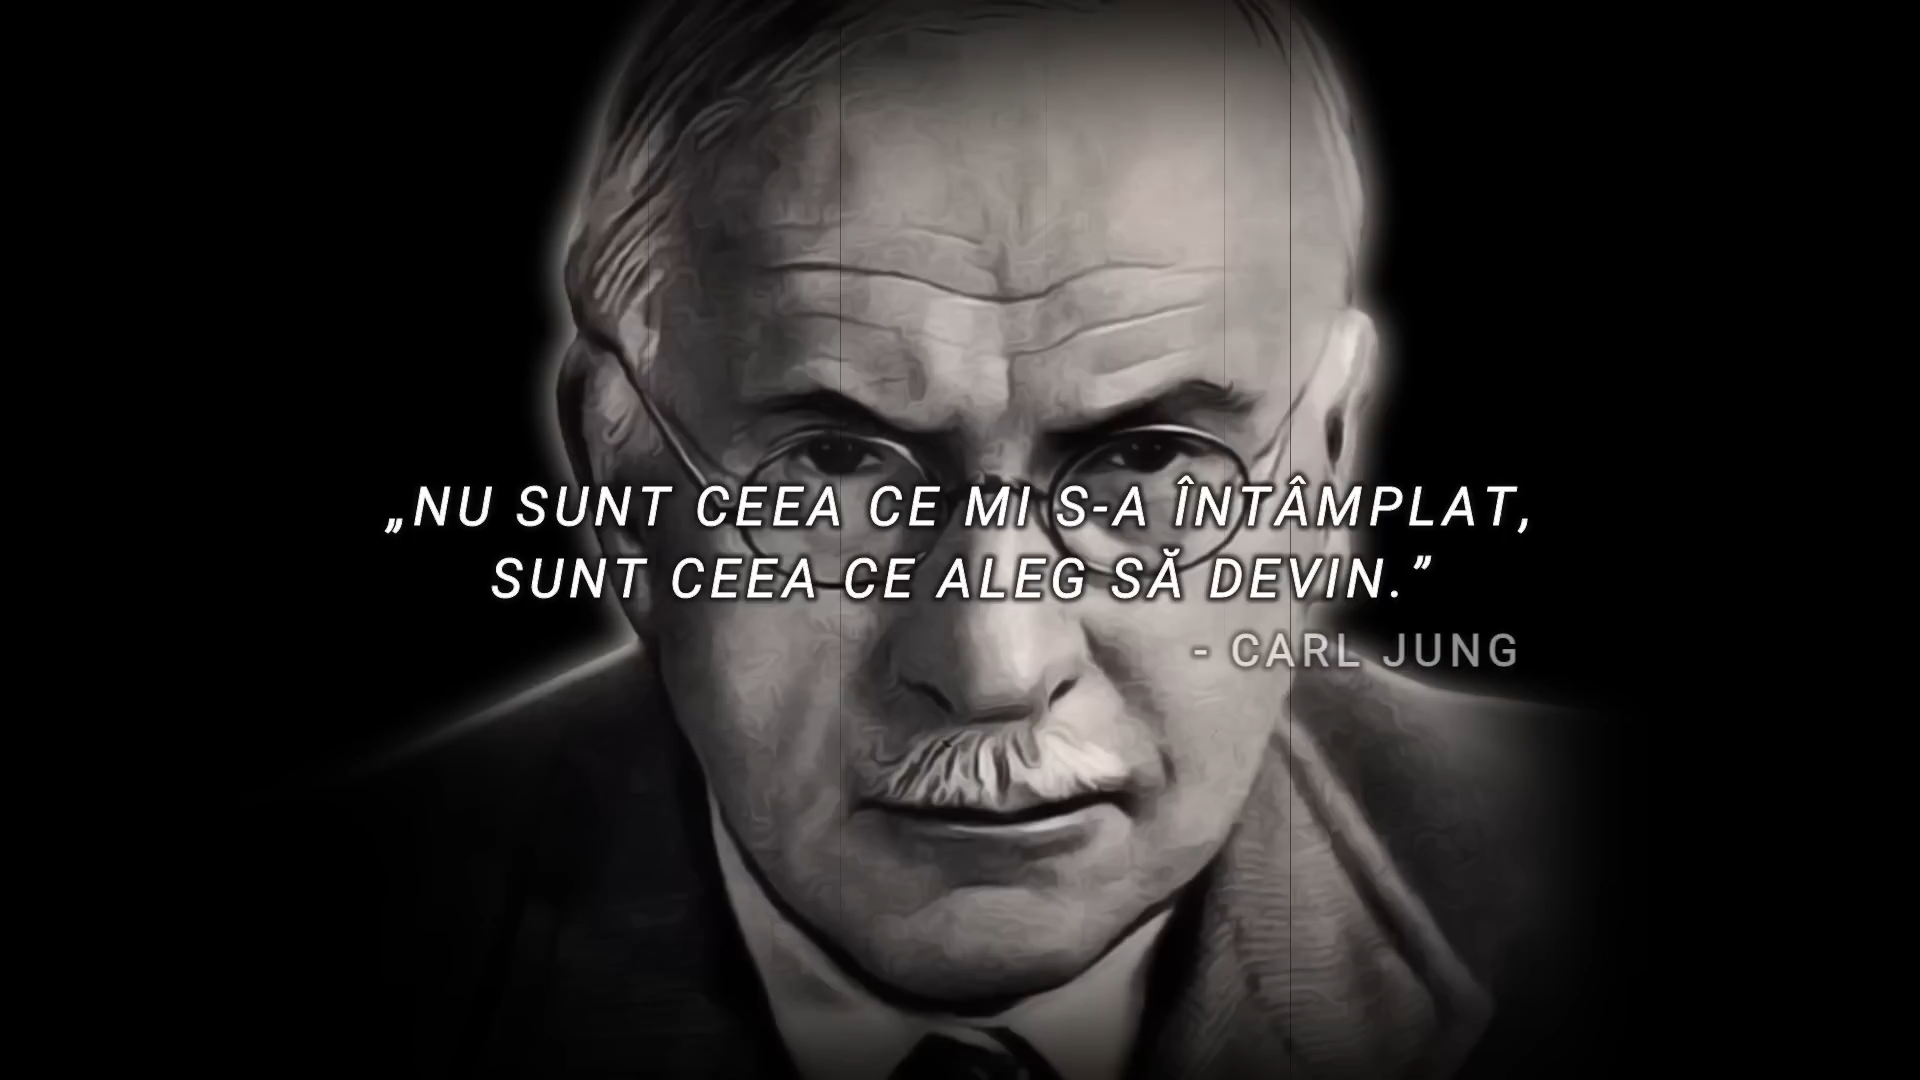 „NU SUNT CEEA CE MI S-A ÎNTÂMPLAT,
SUNT CEEA CE ALEG SĂ DEVIN.”
- CARL JUNG